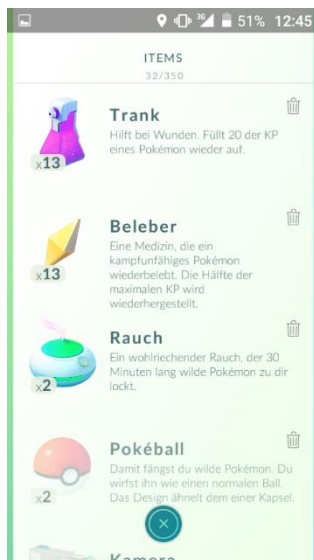 3G 51% 12:45
ITEMS
32/350
Trank
Hilft bei Wunden. Füllt 20 der KP
eines Pokémon wieder auf.
x13
Beleber
Eine Medizin, die ein
kampfunfähiges Pokémon
wiederbelebt. Die Hälfte der
maximalen KP wird
wiederhergestellt.
x13
Rauch
Ein wohlriechender Rauch, der 30
Minuten lang wilde Pokémon zu dir
lockt.
x2
Pokéball
Damit fängst du wilde Pokémon. Du
wirfst ihn wie einen normalen Ball.
Das Design ähnelt dem einer Kapsel.
x2
Kamera